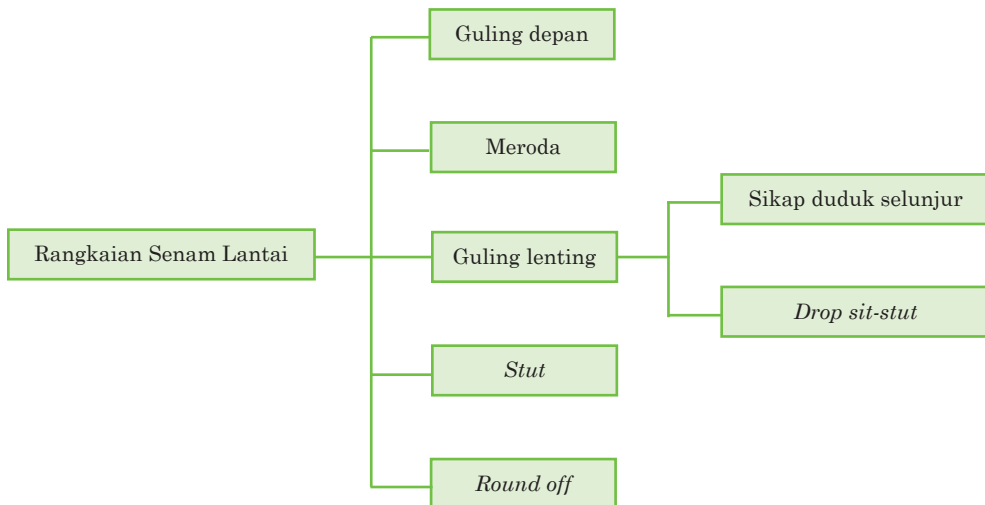 Rangkaian Senam Lantai
Guling depan
Meroda
Guling lenting
Sikap duduk selunjur
Drop sit-stut
Stut
Round off